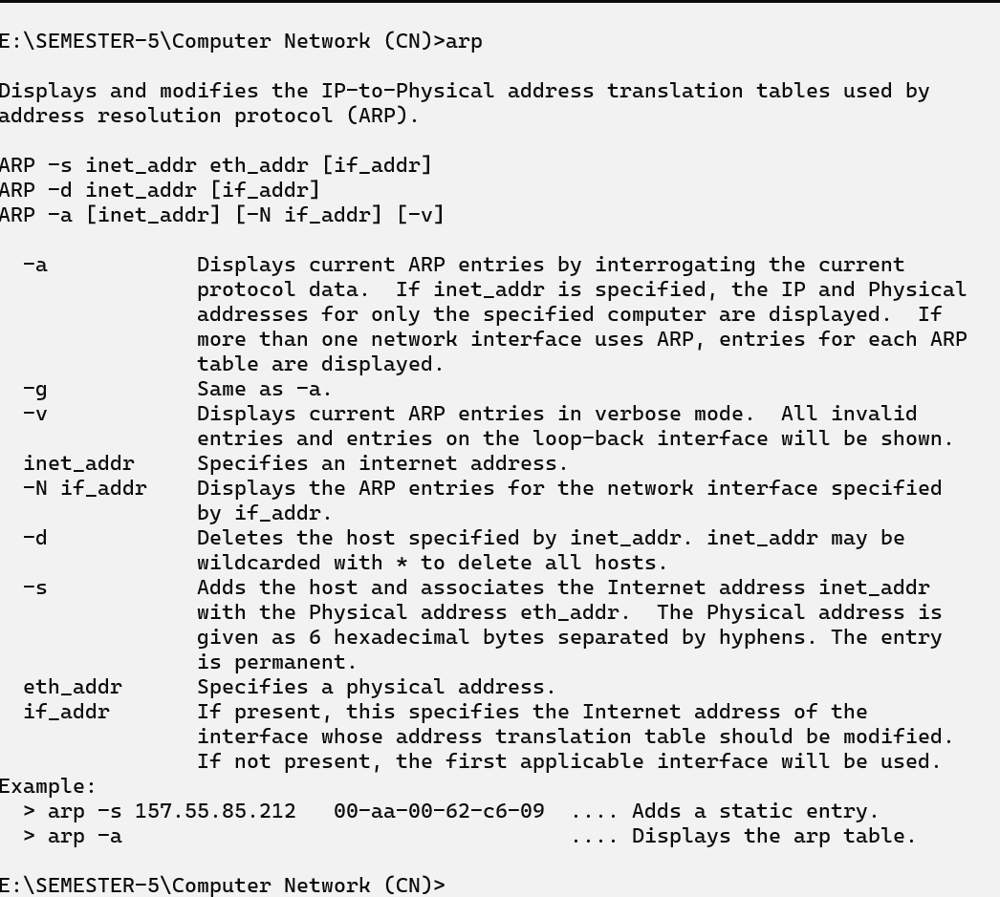 E:\SEMESTER-5\Computer Network (CN)>arp
Displays and modifies the IP-to-Physical address translation tables used by
address resolution protocol (ARP).
ARP -s inet_addr eth_addr [if_addr]
ARP -d inet_addr [if_addr]
ARP -a [inet_addr] [-N if_addr] [-v]
-a Displays current ARP entries by interrogating the current
protocol data.  If inet_addr is specified, the IP and Physical
addresses for only the specified computer are displayed.  If
more than one network interface uses ARP, entries for each ARP
table are displayed.
-g Same as -a.
-v Displays current ARP entries in verbose mode.  All invalid
entries and entries on the loop-back interface will be shown.
inet_addr Specifies an internet address.
-N if_addr Displays the ARP entries for the network interface specified
by if_addr.
-d Deletes the host specified by inet_addr. inet_addr may be
wildcarded with * to delete all hosts.
-s Adds the host and associates the Internet address inet_addr
with the Physical address eth_addr.  The Physical address is
given as 6 hexadecimal bytes separated by hyphens. The entry
is permanent.
eth_addr Specifies a physical address.
if_addr If present, this specifies the Internet address of the
interface whose address translation table should be modified.
If not present, the first applicable interface will be used.
Example:
> arp -s 157.55.85.212   00-aa-00-62-c6-09  .... Adds a static entry.
> arp -a                                    .... Displays the arp table.
E:\SEMESTER-5\Computer Network (CN)>